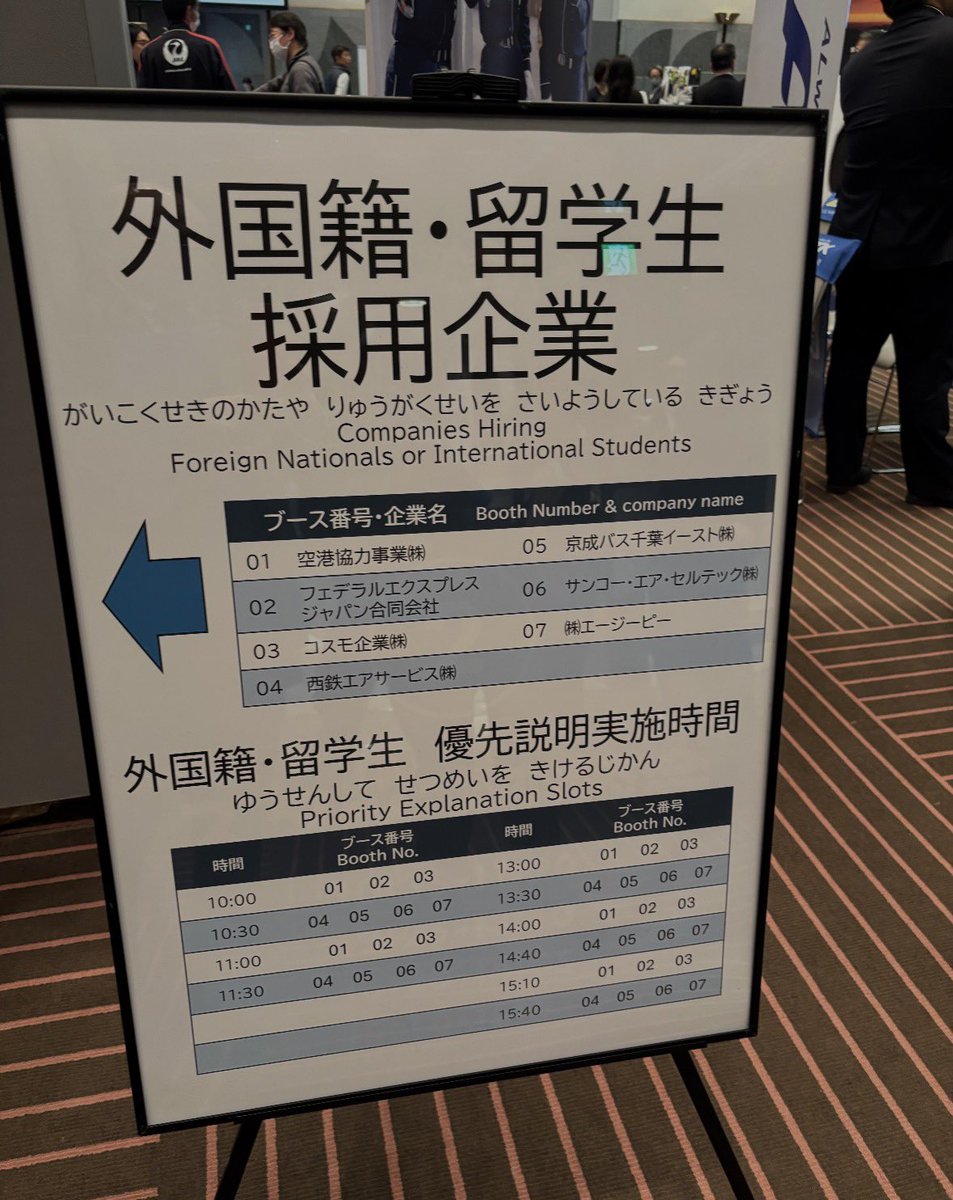 JAL
ALW
外国籍・留学生
採用企業
がいこくせきのかたや りゅうがくせいを さいようしている きぎょう
Companies Hiring
Foreign Nationals or International Students
ブース番号・企業名 Booth Number & company name
01 空港協力事業㈱ 05 京成バス千葉イースト㈱
02 フェデラルエクスプレス
ジャパン合同会社 06 サンコー・エア・セルテック㈱
03 コスモ企業㈱ 07 ㈱エージーピー
04 西鉄エアサービス㈱
外国籍・留学生 優先説明実施時間
ゆうせんして せつめいを きけるじかん
Priority Explanation Slots
時間 ブース番号 時間 ブース番号
Booth No. Booth No.
10:00 01 02 03 13:00 01 02 03
10:30 04 05 06 07 13:30 04 05 06 07
11:00 01 02 03 14:00 01 02 03
11:30 04 05 06 07 14:40 04 05 06 07
15:10 01 02 03
15:40 04 05 06 07